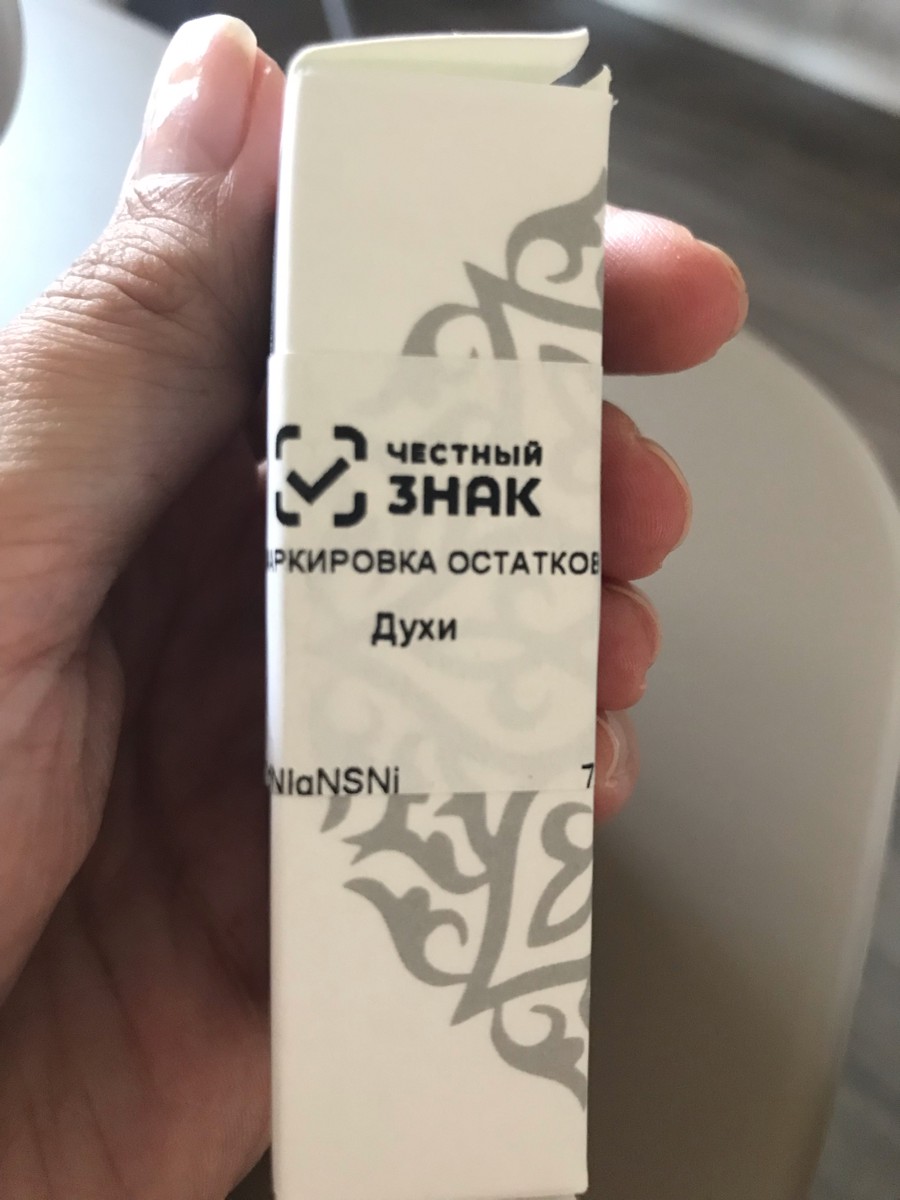 ЧЕСТНЫЙ
ЗНАК
АРКИРОВКА ОСТАТКОВ
Духи
NIaNSNi 7